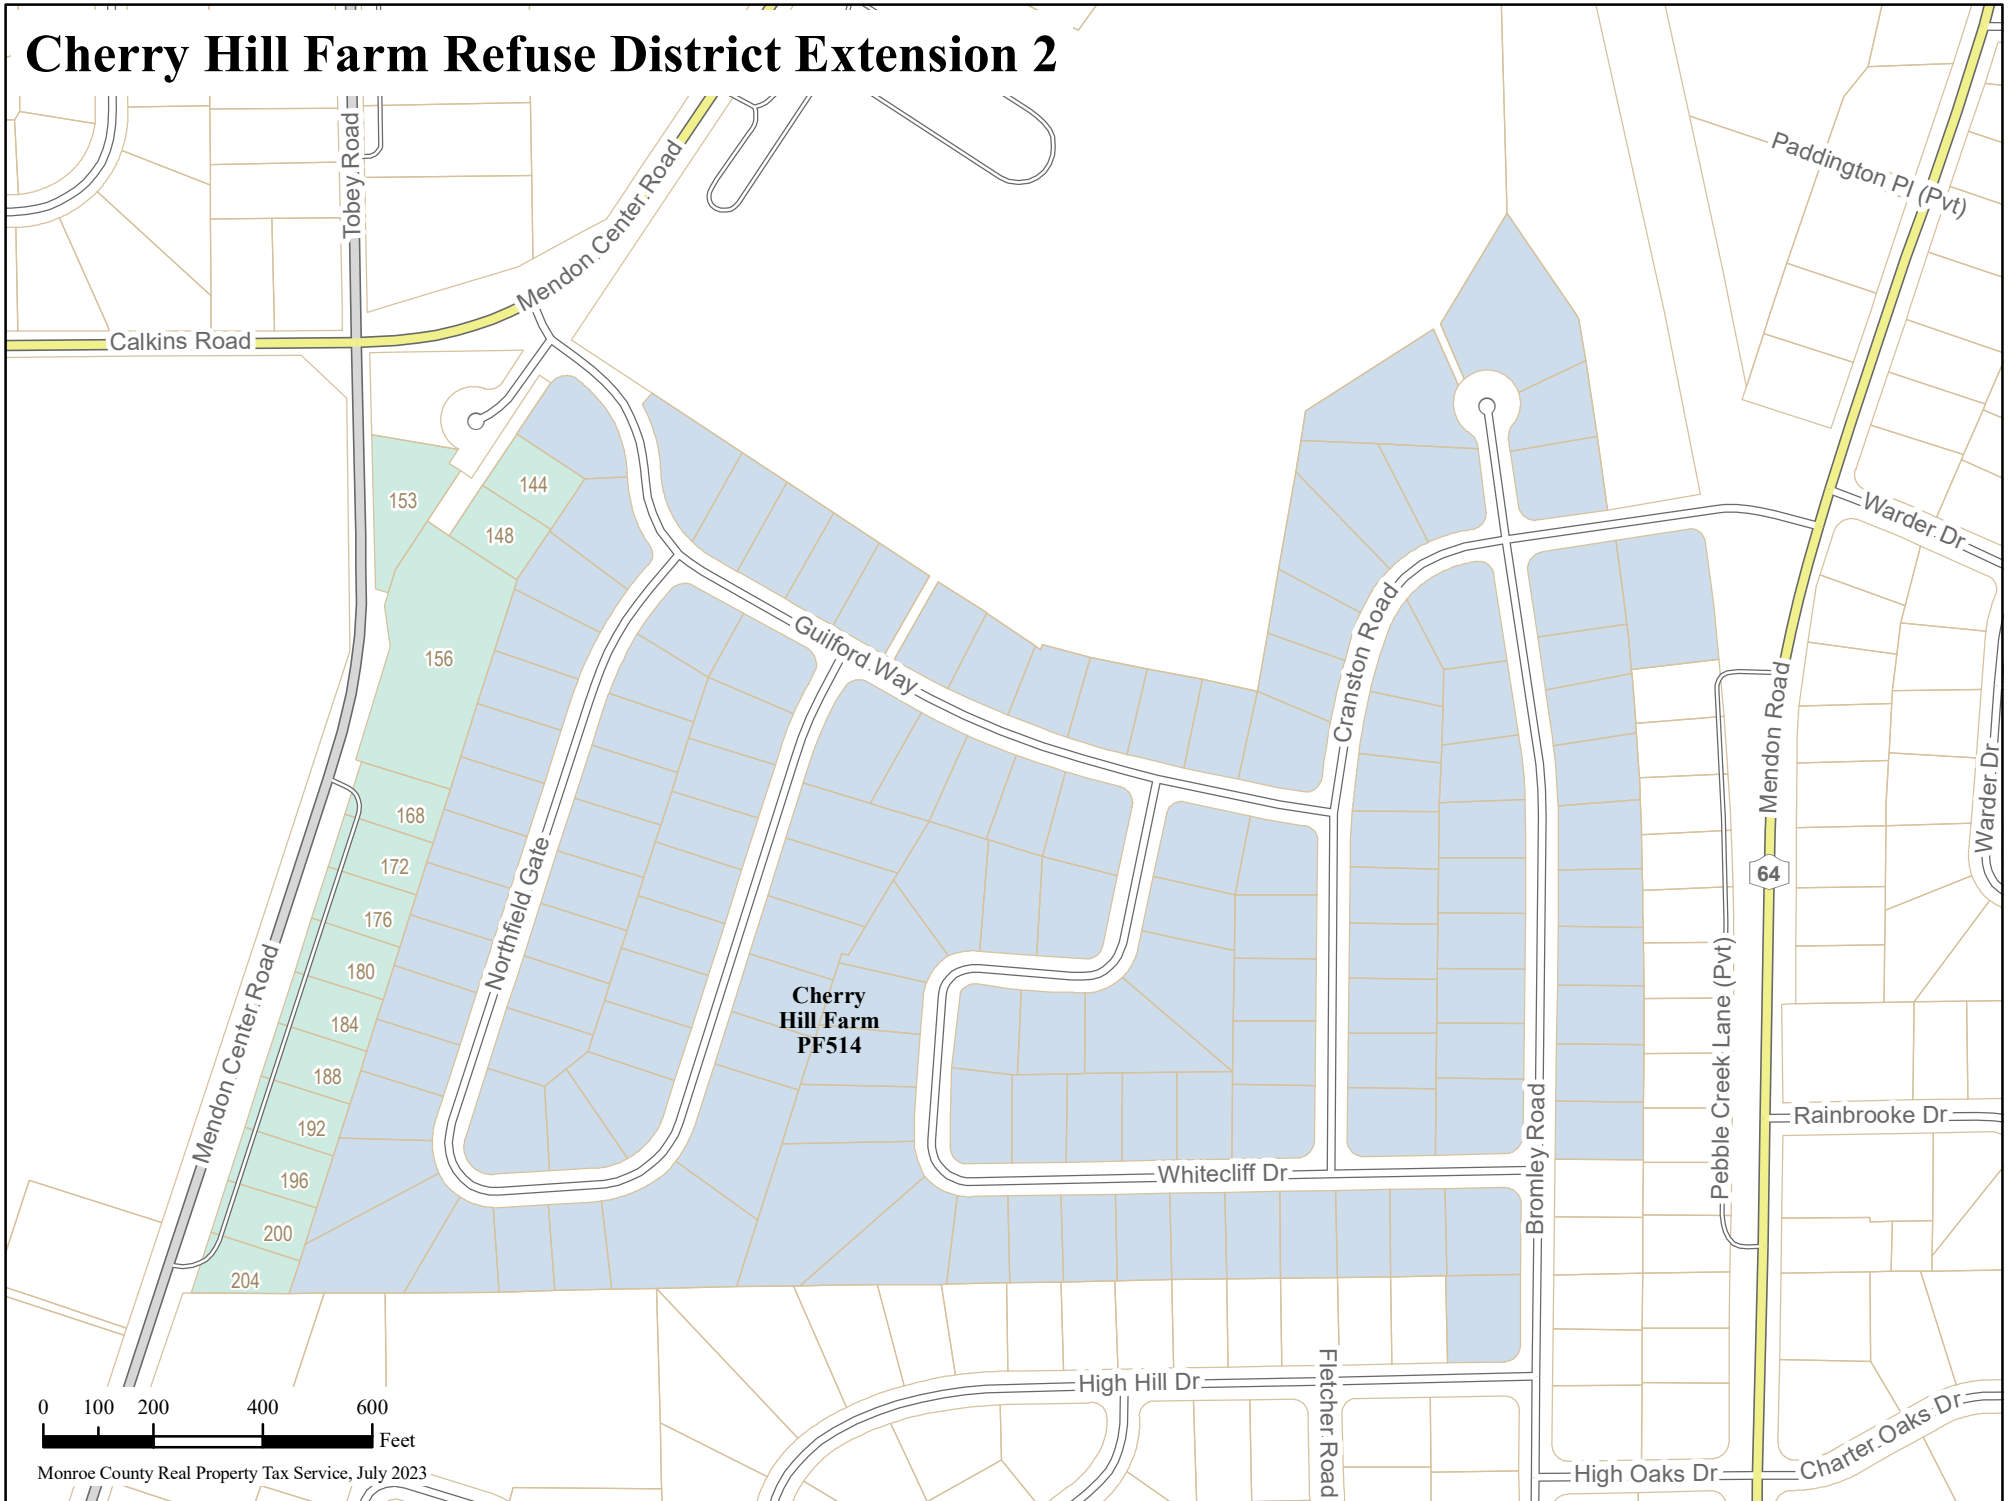 Cherry Hill Farm Refuse District Extension 2
Tobey Road
Mendon Center Road
Paddington Pl (Pvt)
Calkins Road
153
144
148
Warder Dr
156
Guilford Way
Cranston Road
Mendon Road
Warder Dr
168
172
176
180
184
188
192
196
200
204
Northfield Gate
64
Mendon Center Road
Cherry
Hill Farm
PF514
Pebble Creek Lane (Pvt)
Rainbrooke Dr
Bromley Road
Whitecliff Dr
High Hill Dr
Fletcher Road
Charter Oaks Dr
High Oaks Dr
0 100 200 400 600
Feet
Monroe County Real Property Tax Service, July 2023